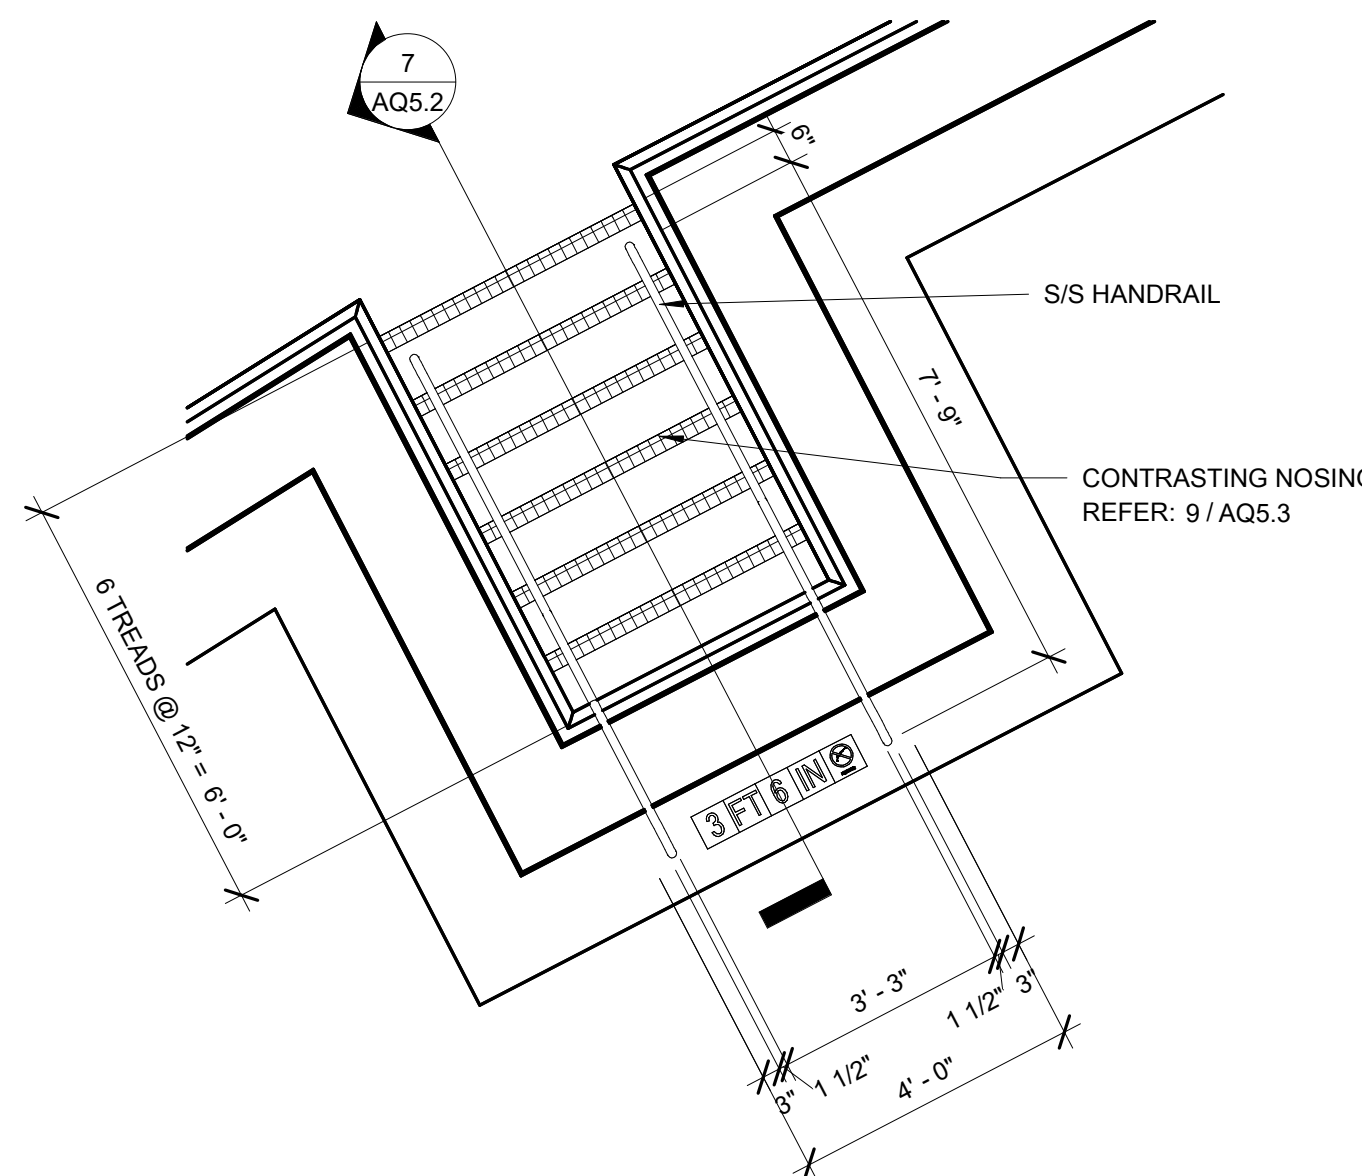 7
AQ5.2
6"
S/S HANDRAIL
7' - 9"
CONTRASTING NOSING
REFER: 9 / AQ5.3
6 TREADS @ 12" = 6' - 0"
3 FT 6 IN
3' - 3"
1 1/2" 3"
1 1/2"
3"
4' - 0"